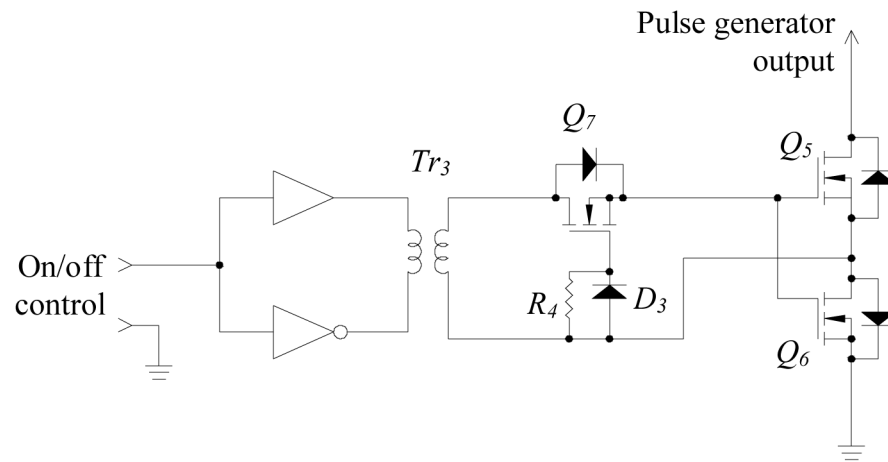 Pulse generator
output
Q7
Q5
Tr3
On/off
control
R4
D3
Q6